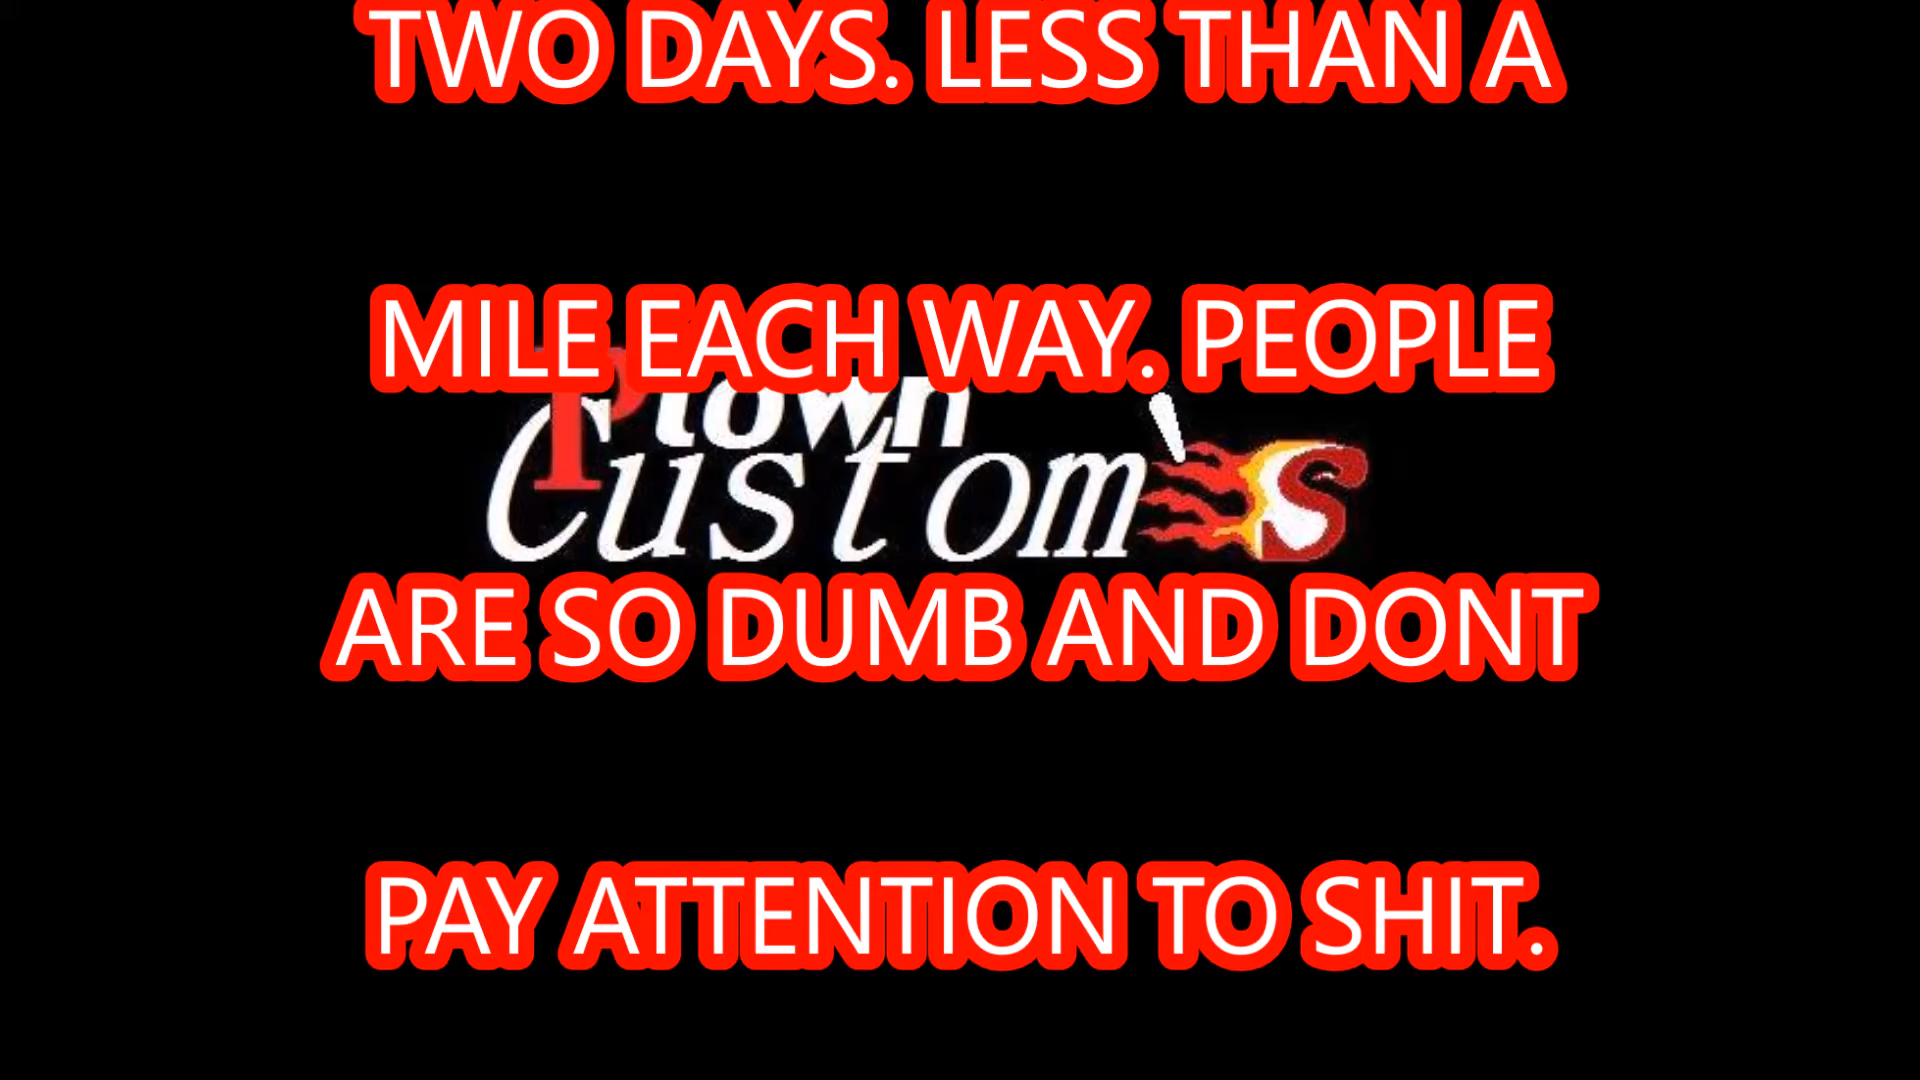 TWO DAYS. LESS THAN A
MILE EACH WAY. PEOPLE
Ptown
Custom'S
ARE SO DUMB AND DONT
PAY ATTENTION TO SHIT.